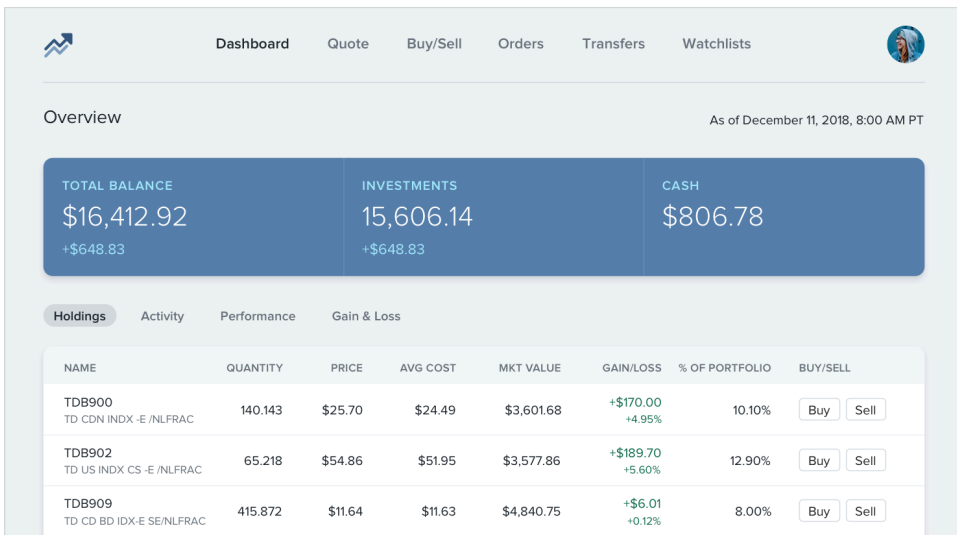 Dashboard Quote Buy/Sell Orders Transfers Watchlists
Overview As of December 11, 2018, 8:00 AM PT
TOTAL BALANCE INVESTMENTS CASH
$16,412.92 15,606.14 $806.78
+$648.83 +$648.83
Holdings Activity Performance Gain & Loss
NAME QUANTITY PRICE AVG COST MKT VALUE GAIN/LOSS % OF PORTFOLIO BUY/SELL
TDB900 140.143 $25.70 $24.49 $3,601.68 +$170.00 10.10% Buy Sell
TD CDN INDX -E /NLFRAC +4.95%
TDB902 65.218 $54.86 $51.95 $3,577.86 +$189.70 12.90% Buy Sell
TD US INDX CS -E /NLFRAC +5.60%
TDB909 415.872 $11.64 $11.63 $4,840.75 +$6.01 8.00% Buy Sell
TD CD BD IDX-E SE/NLFRAC +0.12%